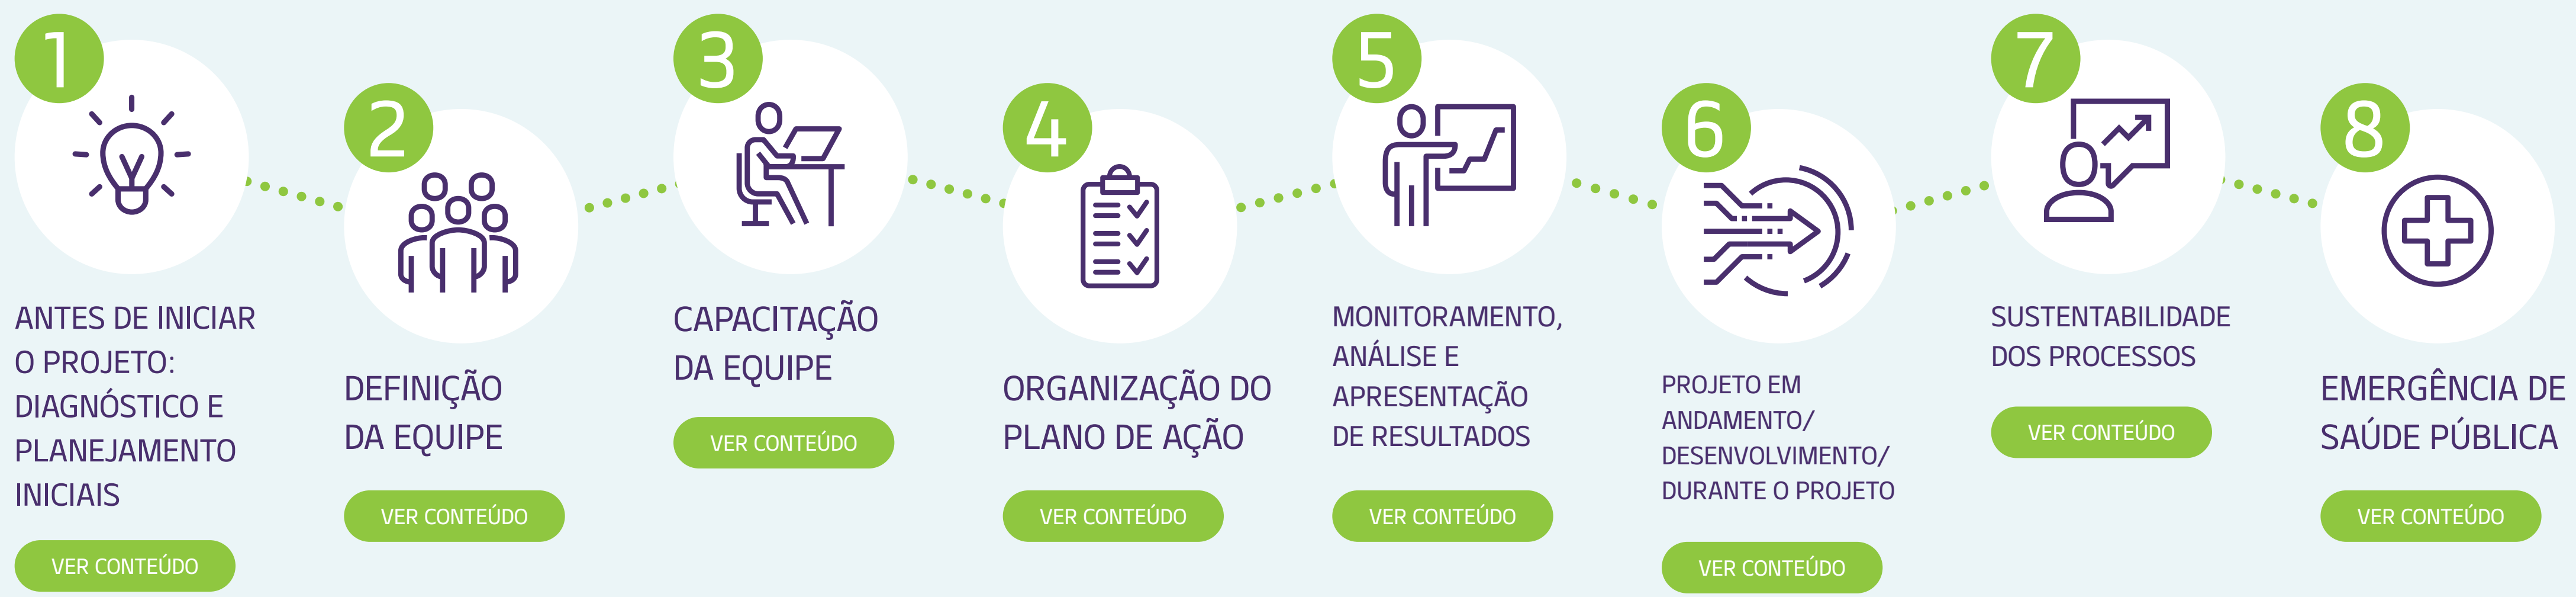 1
ANTES DE INICIAR
O PROJETO:
DIAGNÓSTICO E
PLANEJAMENTO
INICIAIS
VER CONTEÚDO
2
DEFINIÇÃO
DA EQUIPE
VER CONTEÚDO
3
CAPACITAÇÃO
DA EQUIPE
VER CONTEÚDO
4
ORGANIZAÇÃO DO
PLANO DE AÇÃO
VER CONTEÚDO
5
MONITORAMENTO,
ANÁLISE E
APRESENTAÇÃO
DE RESULTADOS
VER CONTEÚDO
6
PROJETO EM
ANDAMENTO/
DESENVOLVIMENTO/
DURANTE O PROJETO
VER CONTEÚDO
7
SUSTENTABILIDADE
DOS PROCESSOS
VER CONTEÚDO
8
EMERGÊNCIA DE
SAÚDE PÚBLICA
VER CONTEÚDO